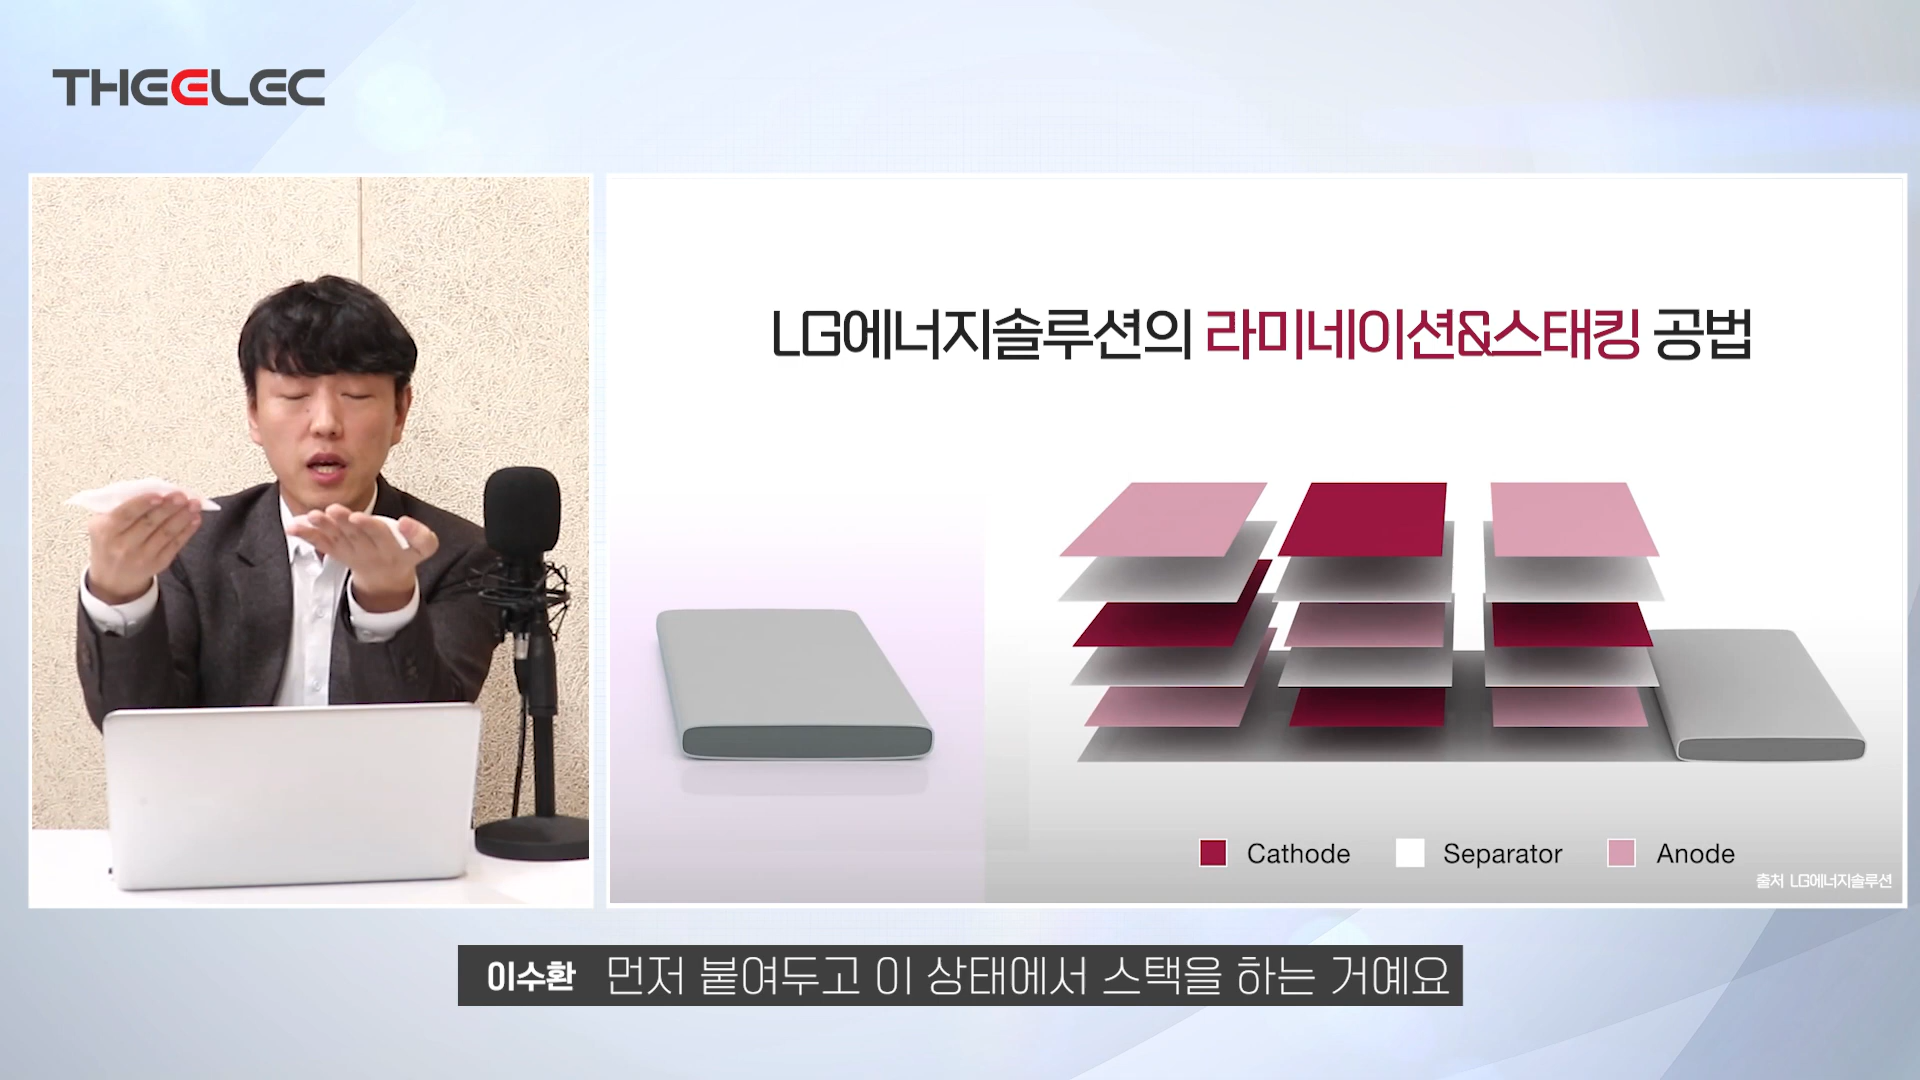 THEELEC
LG에너지솔루션의 라미네이션&스태킹 공법
Cathode
Separator
Anode
출처 LG에너지솔루션
이수환 먼저 붙여두고 이 상태에서 스택을 하는 거예요